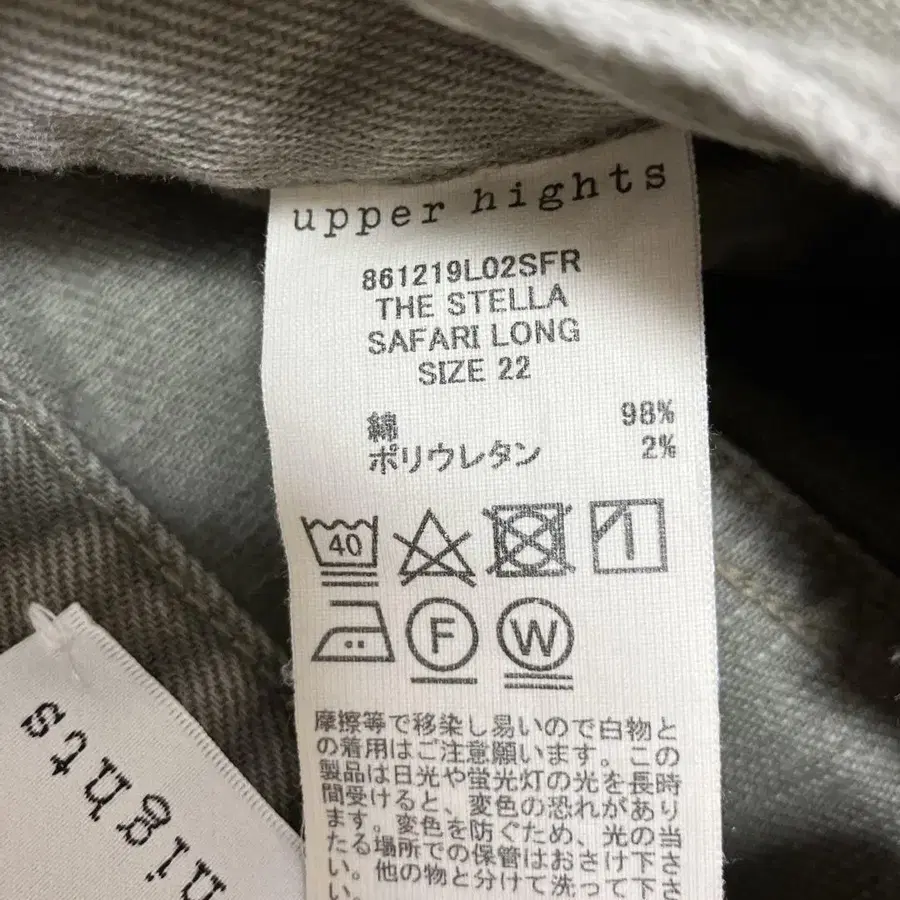 upper hights
861219L02SFR
THE STELLA
SAFARI LONG
SIZE 22
綿 98%
ポリウレタン 2%
40
F W
摩擦等で移染し易いので白物と
の着用はご注意願います。この
製品は日光や蛍光灯の光を長時
間受けると、変色の恐れがあり
ます。変色を防ぐため、光の当
たる場所での保管はおさけ下さ
い。他の物と分けて洗って下さ
い。
hights